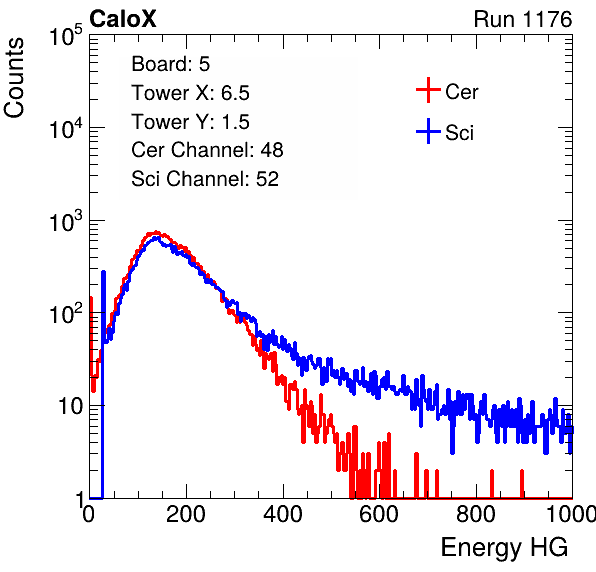 CaloX Run 1176
Counts
10^5
10^4
10^3
10^2
10
1
Board: 5
Tower X: 6.5
Tower Y: 1.5
Cer Channel: 48
Sci Channel: 52
Cer
Sci
0 200 400 600 800 1000
Energy HG